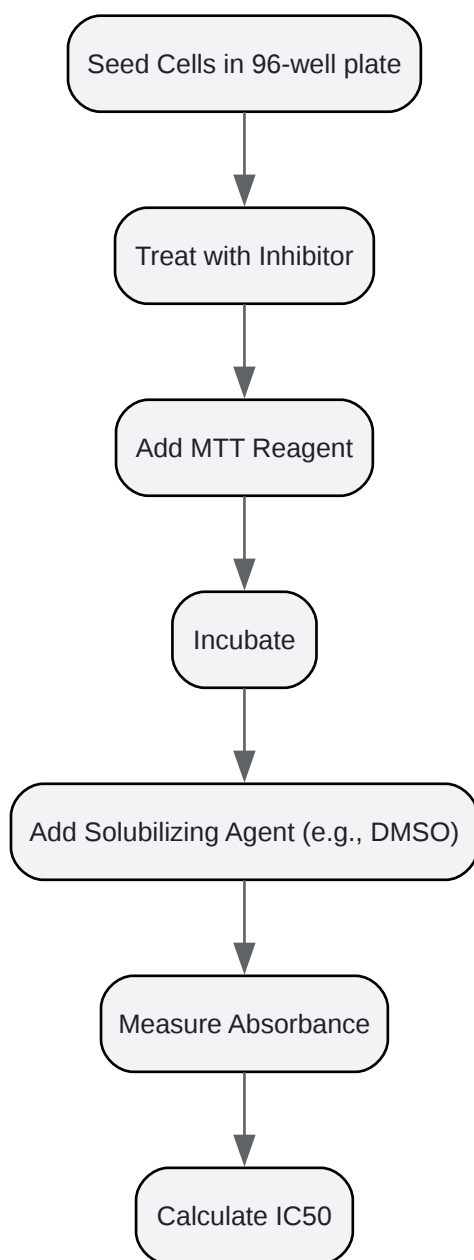 Seed Cells in 96-well plate
Treat with Inhibitor
Add MTT Reagent
Incubate
Add Solubilizing Agent (e.g., DMSO)
Measure Absorbance
Calculate IC50